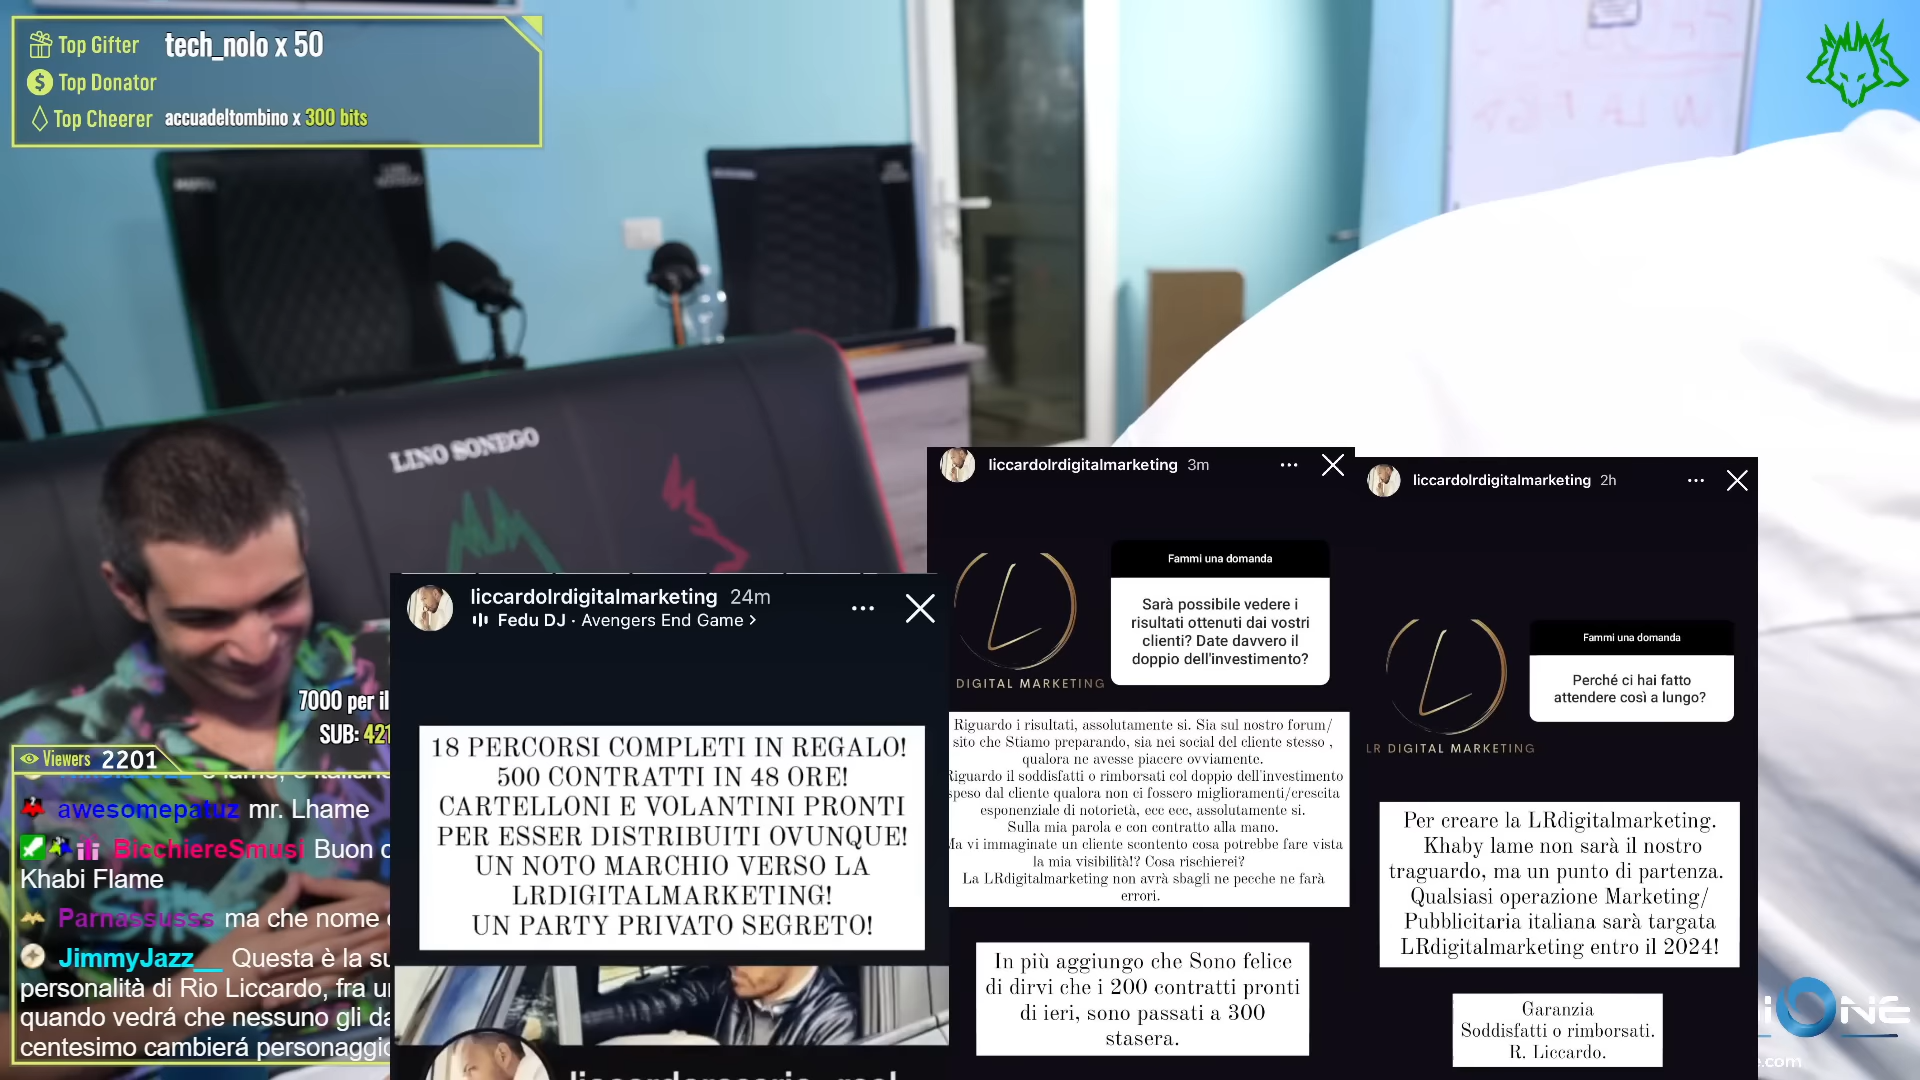 Top Gifter tech_nolo x 50
Top Donator
Top Cheerer accuadeltombino x 300 bits
LINO SONEGO
7000 per il
SUB: 421
Viewers 2201
awesomepatuz mr. Lhame
BicchiereSmusi Buon
Khabi Flame
Parnassusss ma che nome
JimmyJazz__ Questa è la
personalità di Rio Liccardo, fra
quando vedrá che nessuno gli
centesimo cambierá
liccardolrdigitalmarketing 24m
Fedu DJ · Avengers End Game >
18 PERCORSI COMPLETI IN REGALO!
500 CONTRATTI IN 48 ORE!
CARTELLONI E VOLANTINI PRONTI
PER ESSER DISTRIBUITI OVUNQUE!
UN NOTO MARCHIO VERSO LA
LRDIGITALMARKETING!
UN PARTY PRIVATO SEGRETO!
liccardolrdigitalmarketing 3m
Fammi una domanda
Sarà possibile vedere i
risultati ottenuti dai vostri
clienti? Date davvero il
doppio dell'investimento?
DIGITAL MARKETING
Riguardo i risultati, assolutamente si. Sia sul nostro forum/
sito che Stiamo preparando, sia nei social del cliente stesso ,
qualora ne avesse piacere ovviamente.
Riguardo il soddisfatti o rimborsati col doppio dell'investimento
speso dal cliente qualora non ci fossero miglioramenti/crescita
esponenziale di notorietà, ecc ecc, assolutamente si.
Sulla mia parola e con contratto alla mano.
Ma vi immaginate un cliente scontento cosa potrebbe fare vista
la mia visibilità!? Cosa rischierei?
La LRdigitalmarketing non avrà sbagli ne pecche ne farà
errori.
In più aggiungo che Sono felice
di dirvi che i 200 contratti pronti
di ieri, sono passati a 300
stasera.
liccardolrdigitalmarketing 2h
Fammi una domanda
Perché ci hai fatto
attendere così a lungo?
LR DIGITAL MARKETING
Per creare la LRdigitalmarketing.
Khaby lame non sarà il nostro
traguardo, ma un punto di partenza.
Qualsiasi operazione Marketing/
Pubblicitaria italiana sarà targata
LRdigitalmarketing entro il 2024!
Garanzia
Soddisfatti o rimborsati.
R. Liccardo.